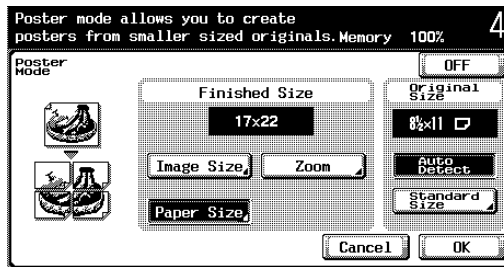 Poster mode allows you to create
posters from smaller sized originals. Memory 100% 4
Poster
Mode
OFF
Finished Size
Original
Size
17x22
8½x11
Image Size
Zoom
Auto
Detect
Paper Size
Standard
Size
Cancel
OK